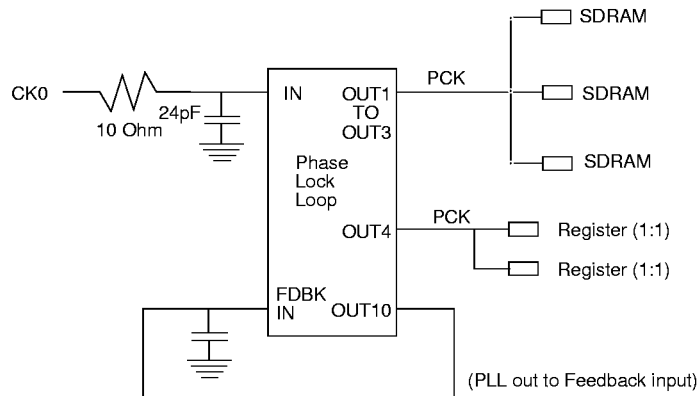 SDRAM
CK0
10 Ohm
24pF
IN
OUT1
TO
OUT3
PCK
SDRAM
SDRAM
Phase
Lock
Loop
OUT4
PCK
Register (1:1)
Register (1:1)
FDBK
IN
OUT10
(PLL out to Feedback input)